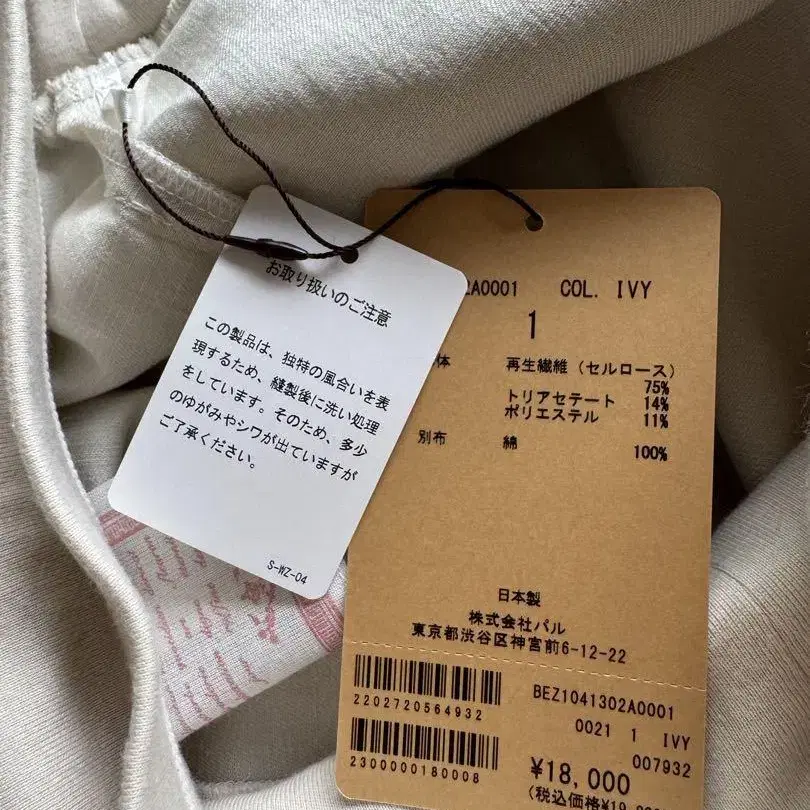 お取り扱いのご注意
この製品は、独特の風合いを表
現するため、縫製後に洗い処理
をしています。そのため、多少
のゆがみやシワが出ていますが
ご了承ください。
S-WZ-04
2A0001 COL. IVY
1
体 再生繊維 (セルロース)
75%
トリアセテート 14%
ポリエステル 11%
別布 綿 100%
日本製
株式会社パル
東京都渋谷区神宮前6-12-22
2202720564932
BEZ1041302A0001
0021 1 IVY
007932
2300000180008
¥18,000
(税込価格¥19,